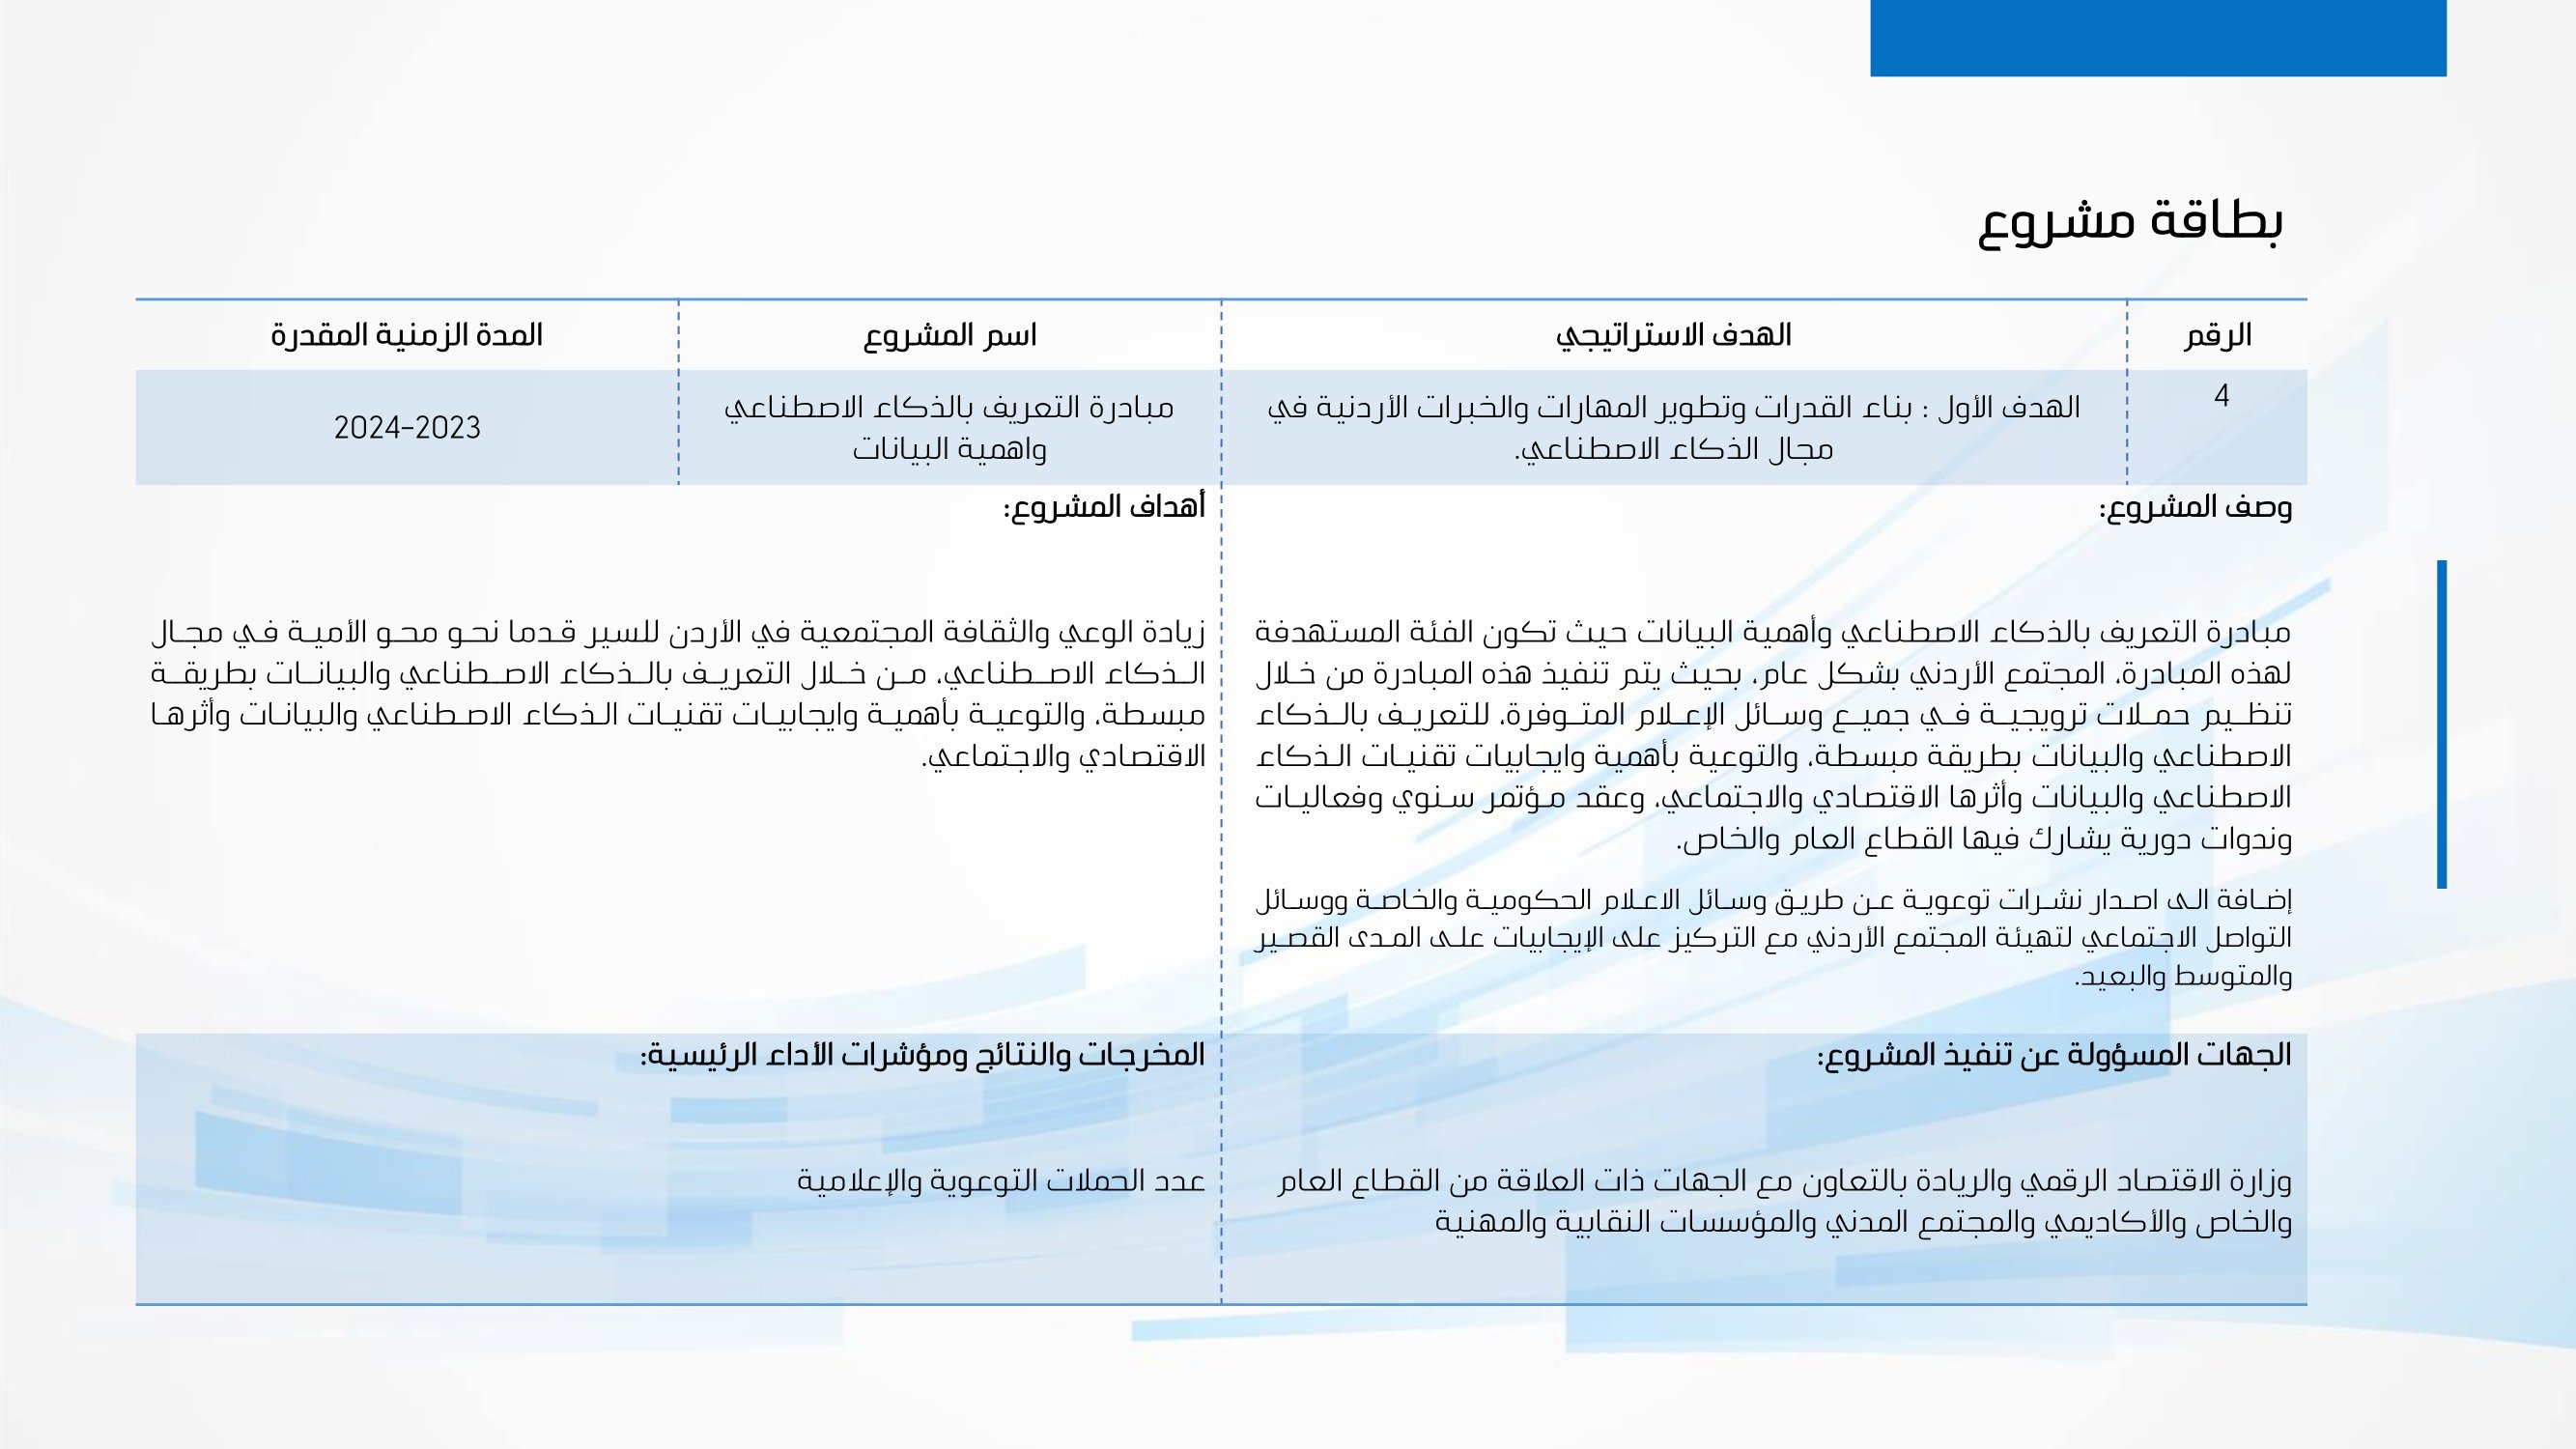 بطاقة مشروع
الرقم
الهدف الاستراتيجي
اسم المشروع
المدة الزمنية المقدرة
4
الهدف الأول : بناء القدرات وتطوير المهارات والخبرات الأردنية في
مجال الذكاء الاصطناعي.
مبادرة التعريف بالذكاء الاصطناعي
واهمية البيانات
2024-2023
وصف المشروع:
مبادرة التعريف بالذكاء الاصطناعي وأهمية البيانات حيث تكون الفئة المستهدفة
لهذه المبادرة، المجتمع الأردني بشكل عام، بحيث يتم تنفيذ هذه المبادرة من خلال
تنظيم حملات ترويجية في جميع وسائل الإعلام المتوفرة، للتعريف بالذكاء
الاصطناعي والبيانات بطريقة مبسطة، والتوعية بأهمية وايجابيات تقنيات الذكاء
الاصطناعي والبيانات وأثرها الاقتصادي والاجتماعي، وعقد مؤتمر سنوي وفعاليات
وندوات دورية يشارك فيها القطاع العام والخاص.
إضافة الى اصدار نشرات توعوية عن طريق وسائل الاعلام الحكومية والخاصة ووسائل
التواصل الاجتماعي لتهيئة المجتمع الأردني مع التركيز على الإيجابيات على المدى القصير
والمتوسط والبعيد.
أهداف المشروع:
زيادة الوعي والثقافة المجتمعية في الأردن للسير قدما نحو محو الأمية في مجال
الذكاء الاصطناعي، من خلال التعريف بالذكاء الاصطناعي والبيانات بطريقة
مبسطة، والتوعية بأهمية وايجابيات تقنيات الذكاء الاصطناعي والبيانات وأثرها
الاقتصادي والاجتماعي.
الجهات المسؤولة عن تنفيذ المشروع:
وزارة الاقتصاد الرقمي والريادة بالتعاون مع الجهات ذات العلاقة من القطاع العام
والخاص والأكاديمي والمجتمع المدني والمؤسسات النقابية والمهنية
المخرجات والنتائج ومؤشرات الأداء الرئيسية:
عدد الحملات التوعوية والإعلامية